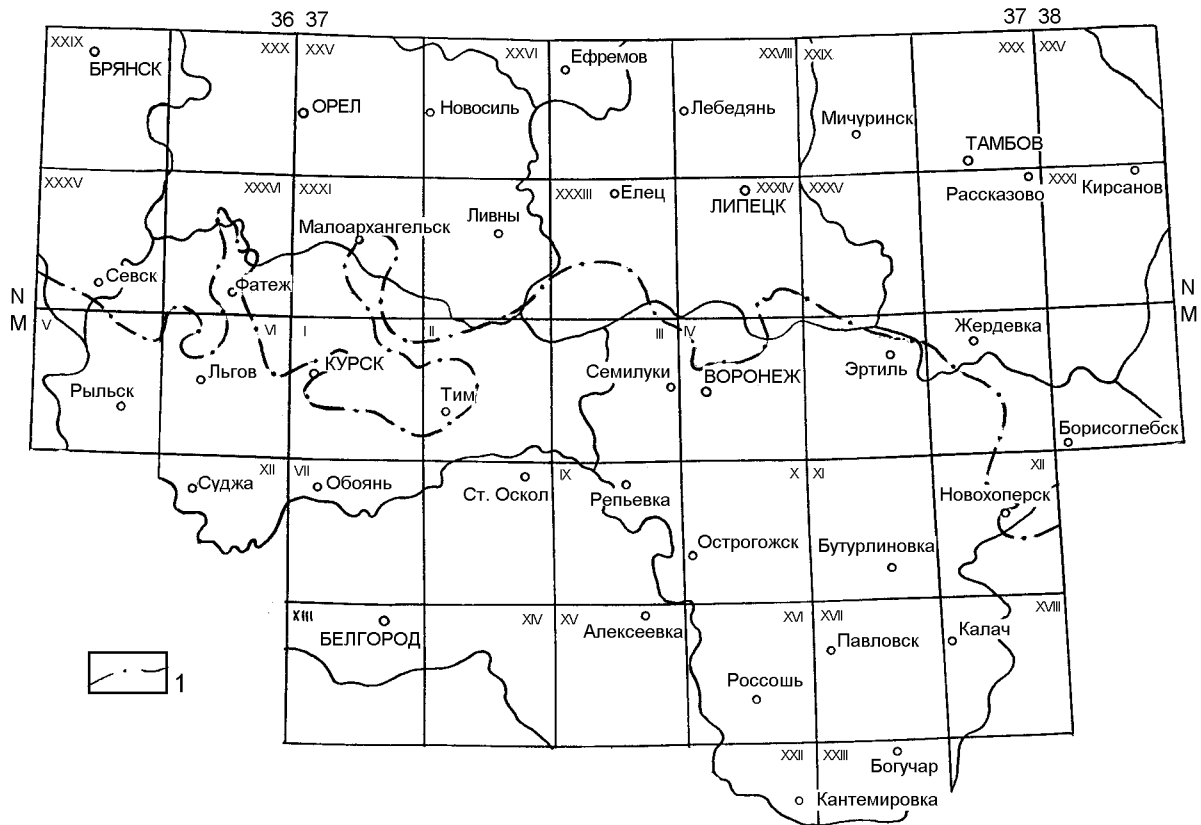 36 37
37 38
XXIX
XXX
XXV
XXVI
XXVIII
XXIX
XXX
XXV
БРЯНСК
Ефремов
ОРЕЛ
Новосиль
Лебедянь
Мичуринск
ТАМБОВ
XXXV
XXXVI
XXXI
XXXIII
Елец
XXXIV
XXXV
Рассказово
XXXI
Кирсанов
ЛИПЕЦК
Малоархангельск
Ливны
Севск
Фатеж
N
M
N
M
V
VI
I
II
III
IV
Жердевка
Льгов
КУРСК
Семилуки
ВОРОНЕЖ
Эртиль
Рыльск
Тим
Борисоглебск
XII
VII
IX
X
XI
XII
Суджа
Обоянь
Ст. Оскол
Репьевка
Новохоперск
Острогожск
Бутурлиновка
XIII
XIV
XV
XVI
XVII
XVIII
БЕЛГОРОД
Алексеевка
Павловск
Калач
1
Россошь
XXII
XXIII
Богучар
Кантемировка